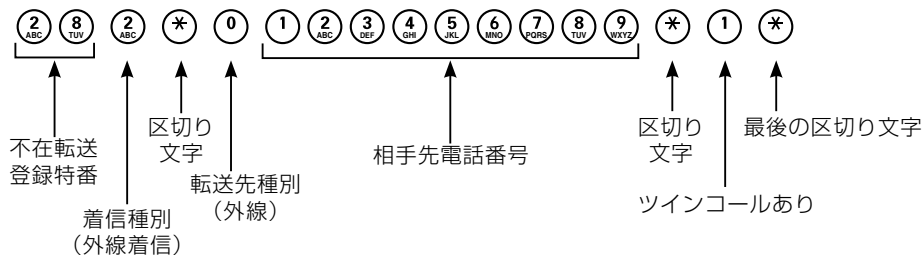 2 8 2 * 0 1 2 3 4 5 6 7 8 9 * 1 *
ABC TUV ABC ABC DEF GHI JKL MNO PQRS TUV WXYZ
不在転送
登録特番
着信種別
(外線着信)
区切り
文字
転送先種別
(外線)
相手先電話番号
区切り
文字
ツインコールあり
最後の区切り文字